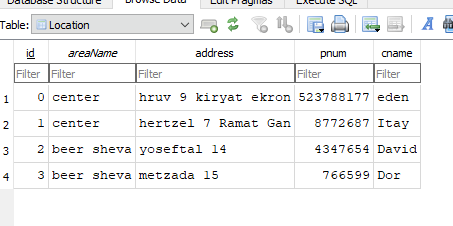 Database Structure Browse Data Edit Pragmas Execute SQL
Table: Location
id areaName address pnum cname
Filter Filter Filter Filter Filter
1 0 center hruv 9 kiryat ekron 523788177 eden
2 1 center hertzel 7 Ramat Gan 8772687 Itay
3 2 beer sheva yoseftal 14 4347654 David
4 3 beer sheva metzada 15 766599 Dor